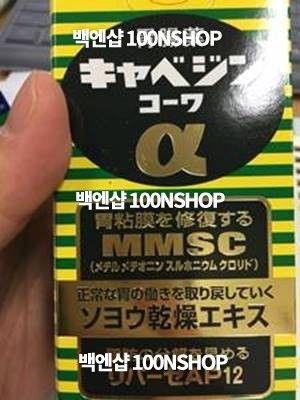 백엔샵 100NSHOP
キャベジン
コーワ
α
백엔샵 100NSHOP
胃粘膜を修復する
MMSC
(メチルメチオニンスルホニウムクロリド)
正常な胃の働きを取り戻していく
ソヨウ乾燥エキス
백엔샵 100NSHOP
リパーゼAP12